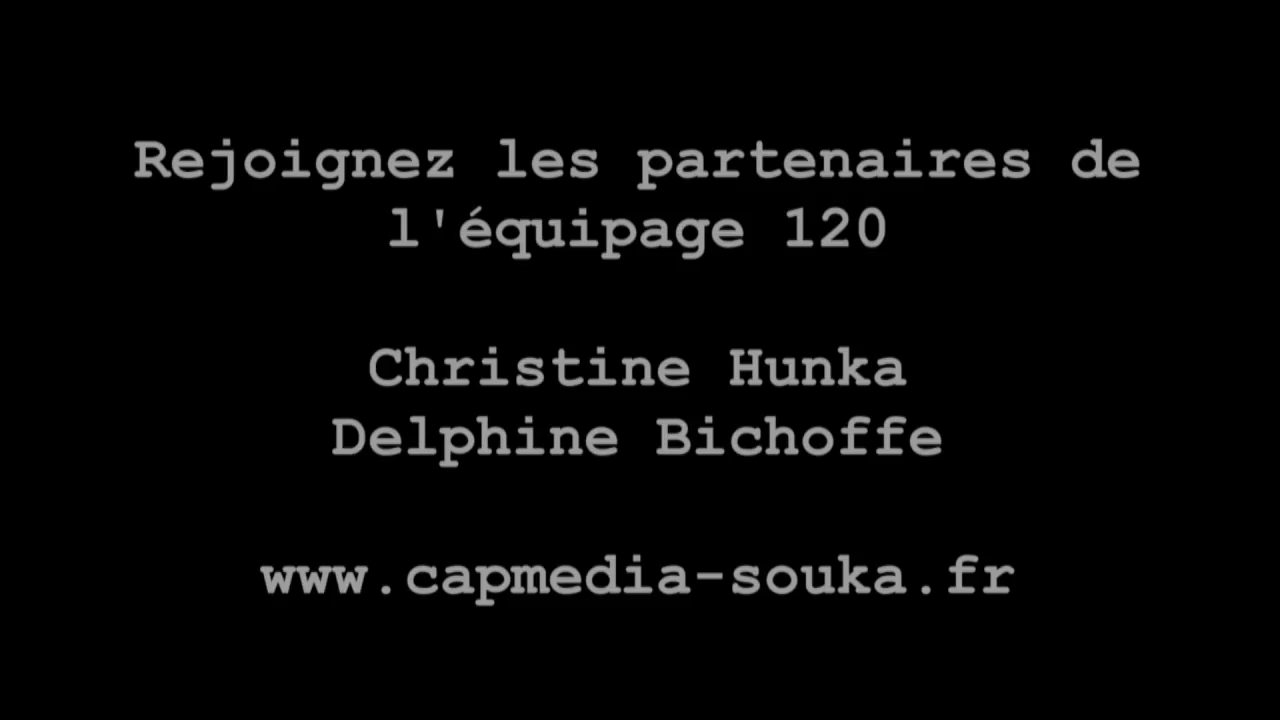 Rejoignez les partenaires de
l'équipage 120
Christine Hunka
Delphine Bichoffe
www.capmedia-souka.fr